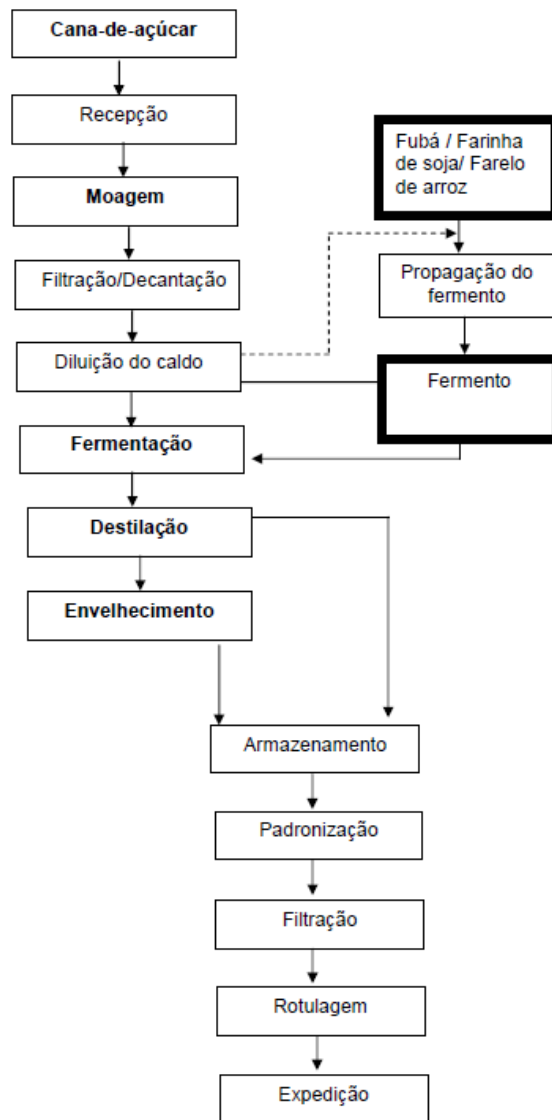 Cana-de-açúcar
Recepção
Moagem
Filtração/Decantação
Diluição do caldo
Fermentação
Destilação
Envelhecimento
Fubá / Farinha
de soja/ Farelo
de arroz
Propagação do
fermento
Fermento
Armazenamento
Padronização
Filtração
Rotulagem
Expedição